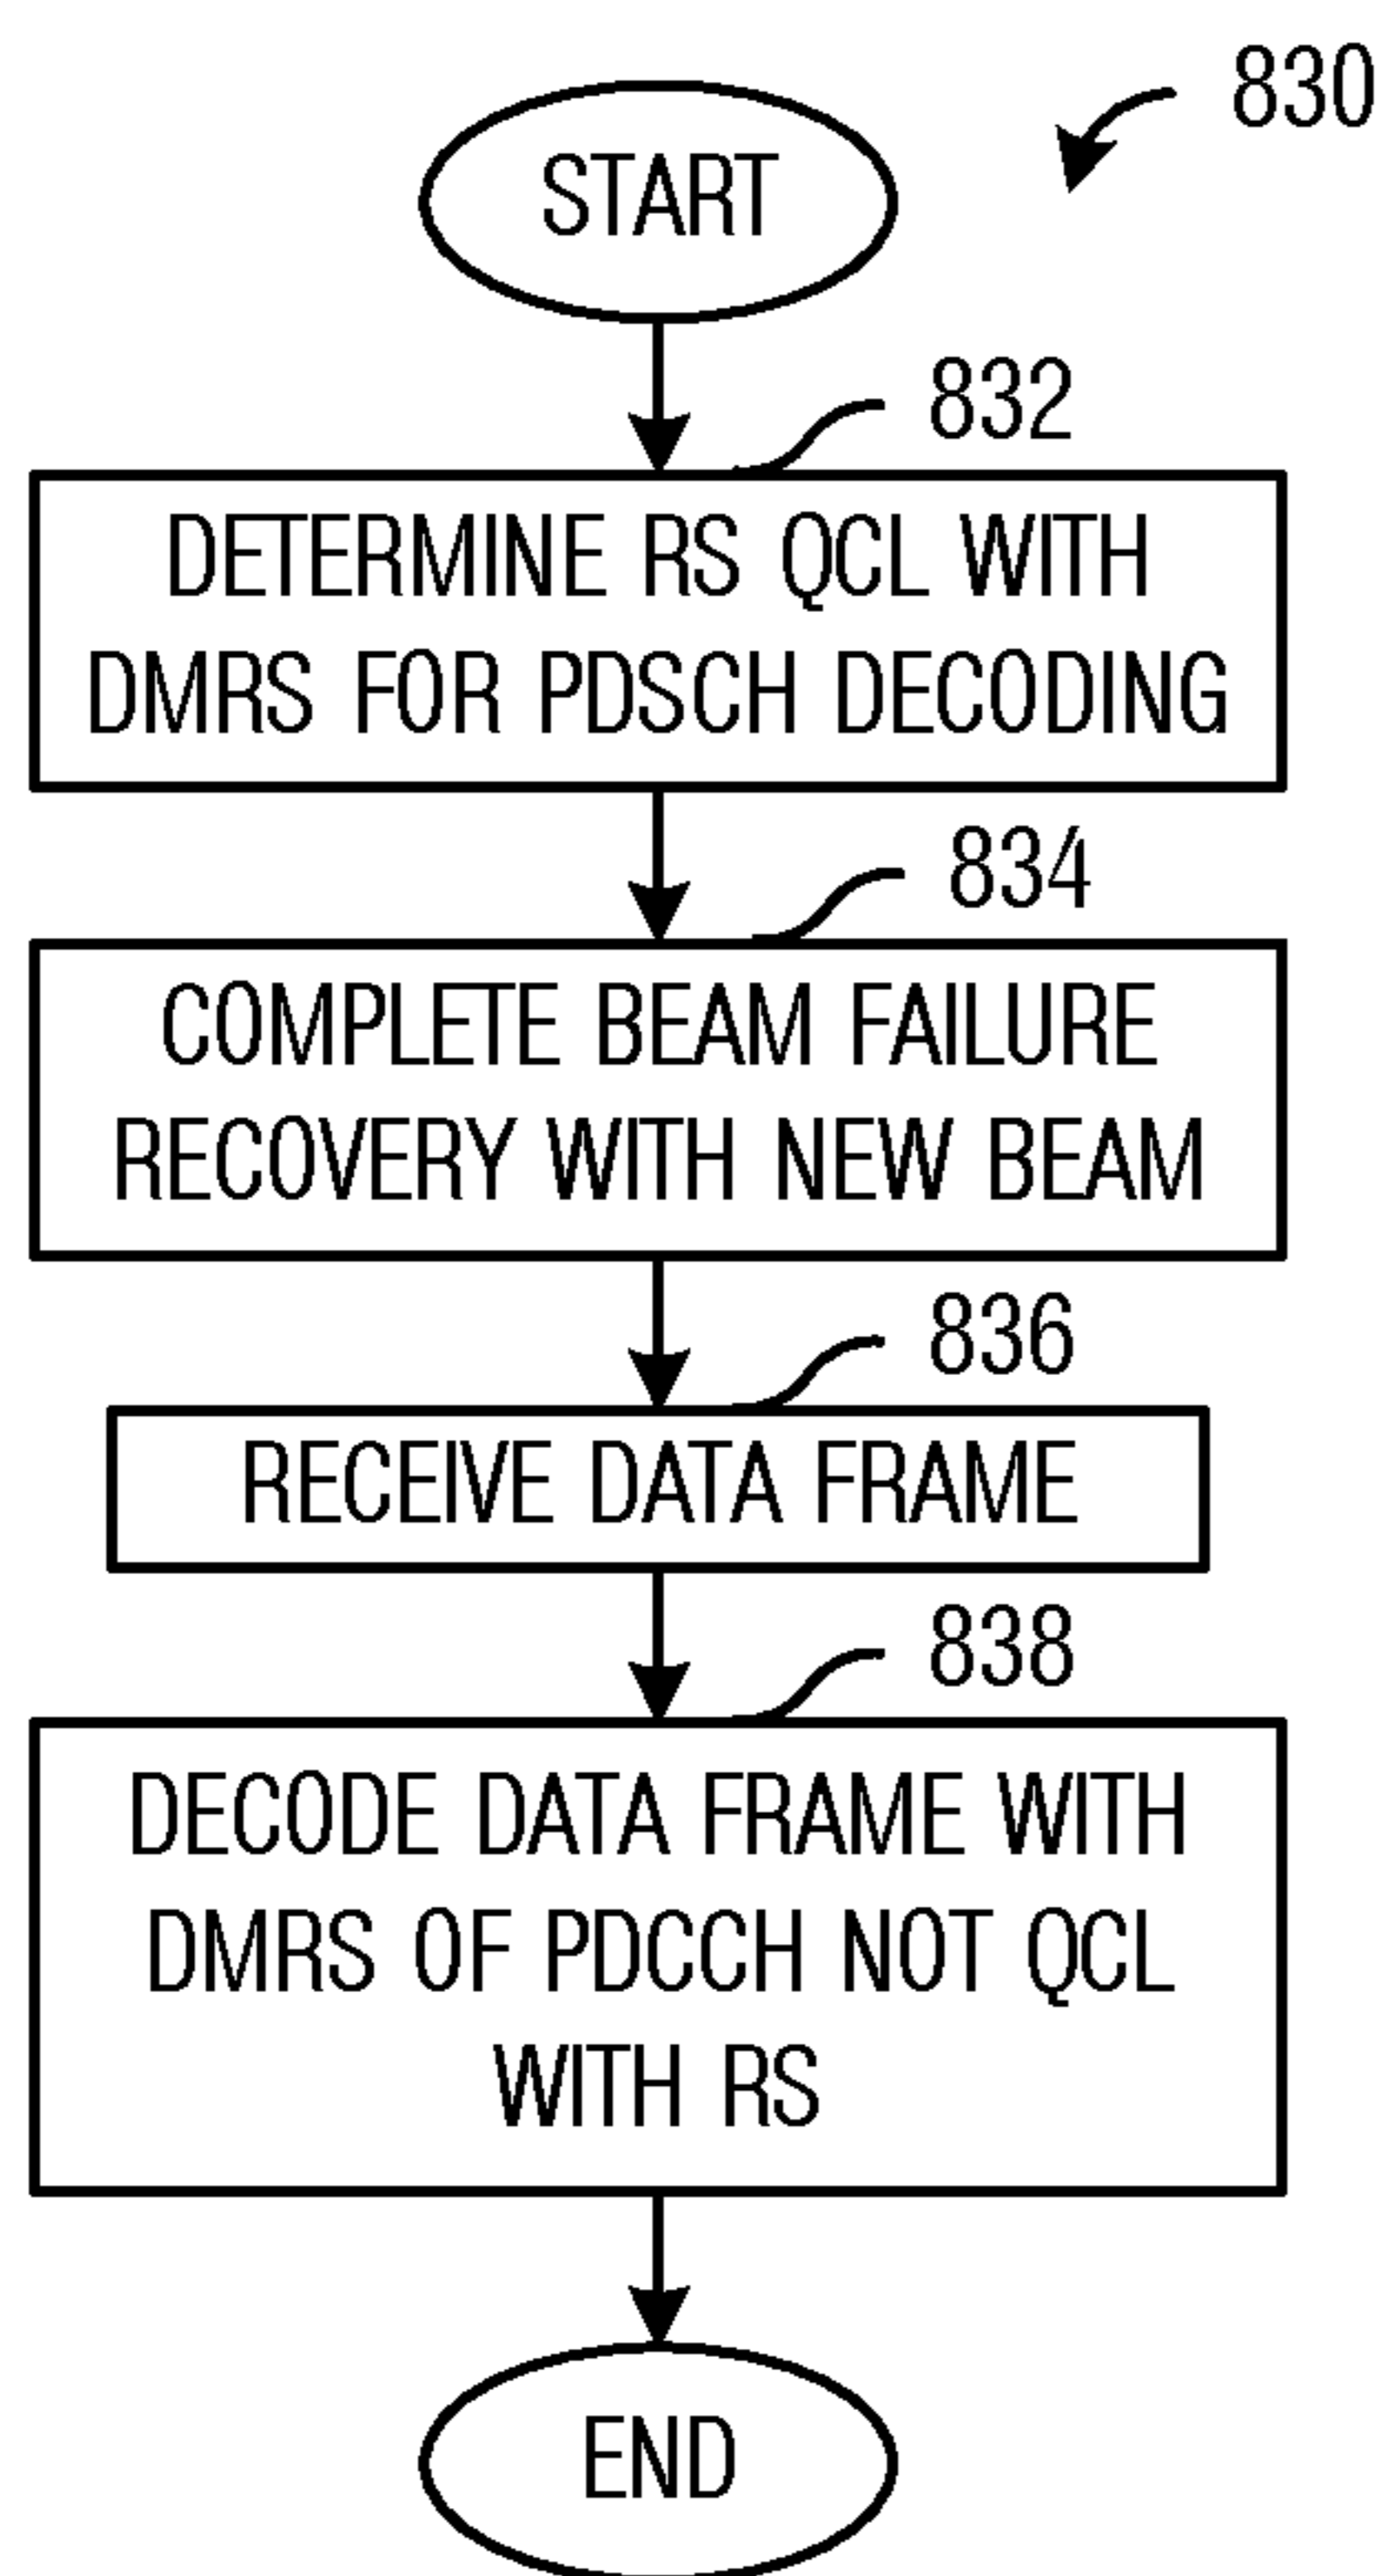 830
START
832
DETERMINE RS QCL WITH
DMRS FOR PDSCH DECODING
834
COMPLETE BEAM FAILURE
RECOVERY WITH NEW BEAM
836
RECEIVE DATA FRAME
838
DECODE DATA FRAME WITH
DMRS OF PDCCH NOT QCL
WITH RS
END